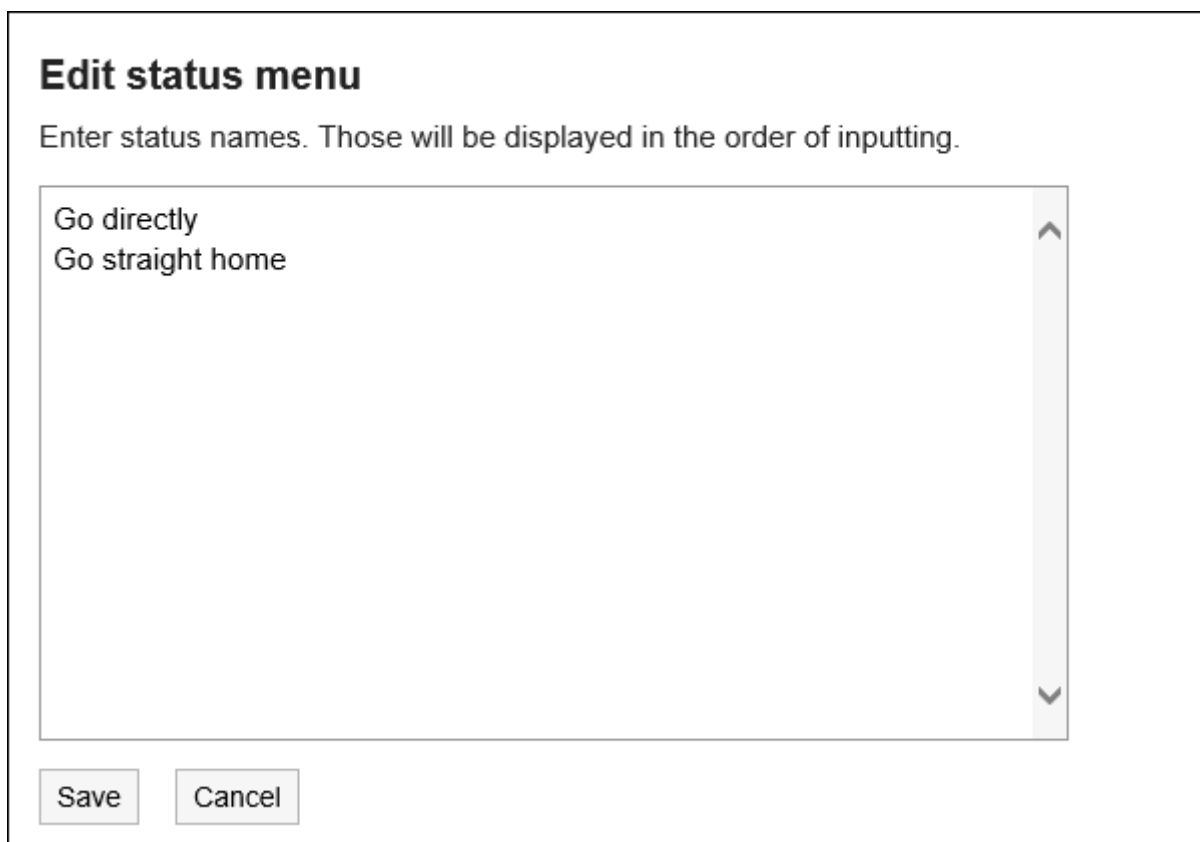 Edit status menu
Enter status names. Those will be displayed in the order of inputting.
Go directly
Go straight home
Save Cancel